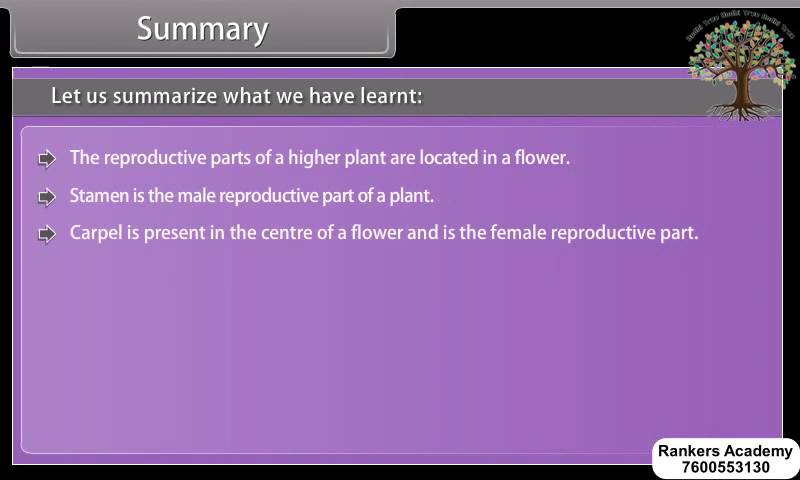 Summary
Let us summarize what we have learnt:
The reproductive parts of a higher plant are located in a flower.
Stamen is the male reproductive part of a plant.
Carpel is present in the centre of a flower and is the female reproductive part.
Rankers Academy
7600553130